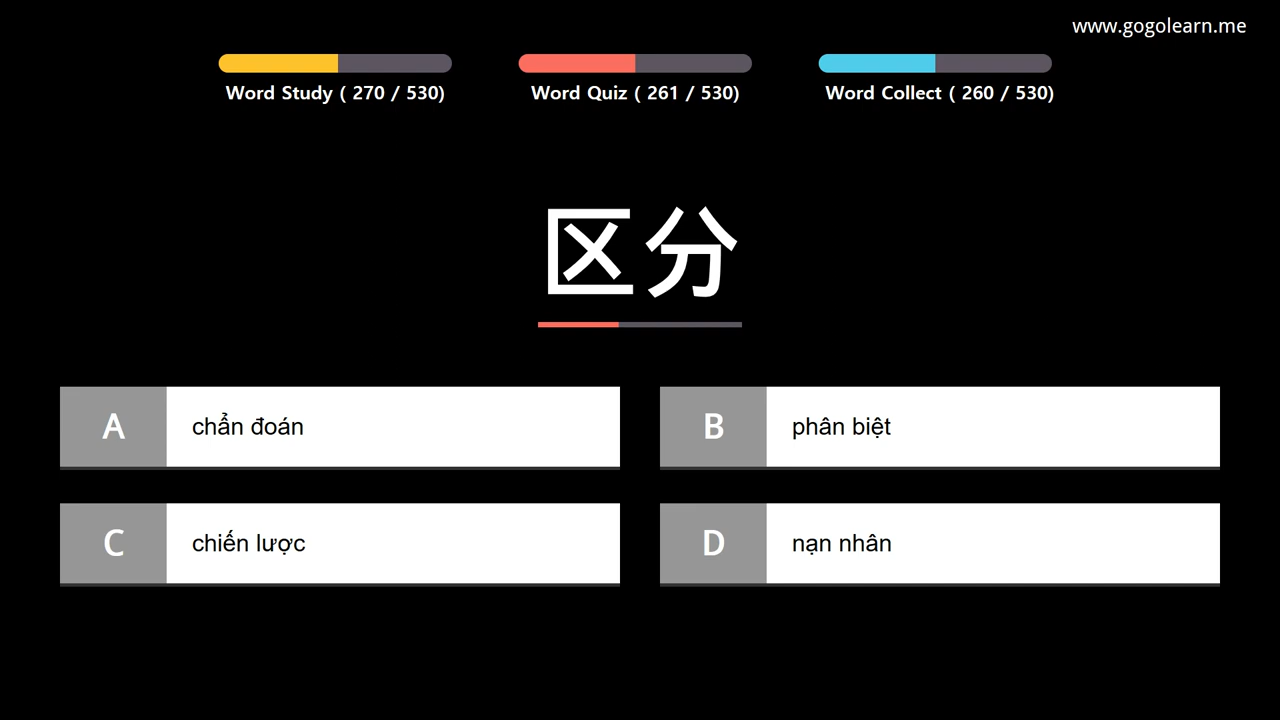 www.gogolearn.me
Word Study ( 270 / 530)
Word Quiz ( 261 / 530)
Word Collect ( 260 / 530)
区分
A chẩn đoán
B phân biệt
C chiến lược
D nạn nhân